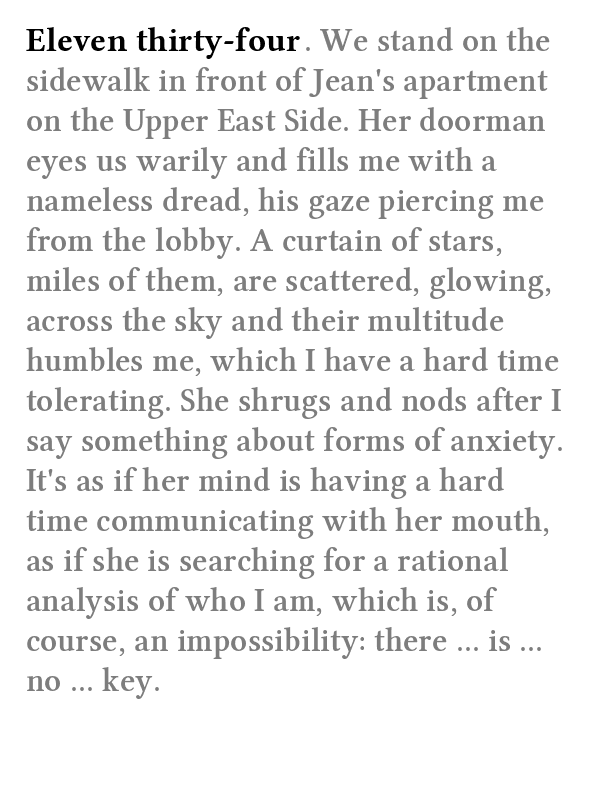 Eleven thirty-four. We stand on the
sidewalk in front of Jean's apartment
on the Upper East Side. Her doorman
eyes us warily and fills me with a
nameless dread, his gaze piercing me
from the lobby. A curtain of stars,
miles of them, are scattered, glowing,
across the sky and their multitude
humbles me, which I have a hard time
tolerating. She shrugs and nods after I
say something about forms of anxiety.
It's as if her mind is having a hard
time communicating with her mouth,
as if she is searching for a rational
analysis of who I am, which is, of
course, an impossibility: there ... is ...
no ... key.